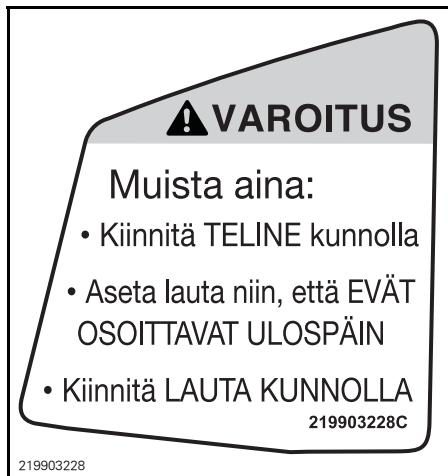 VAROITUS
Muista aina:
• Kiinnitä TELINE kunnolla
• Aseta lauta niin, että EVÄT
OSOITTAVAT ULOSPÄIN
• Kiinnitä LAUTA KUNNOLLA
219903228C
219903228